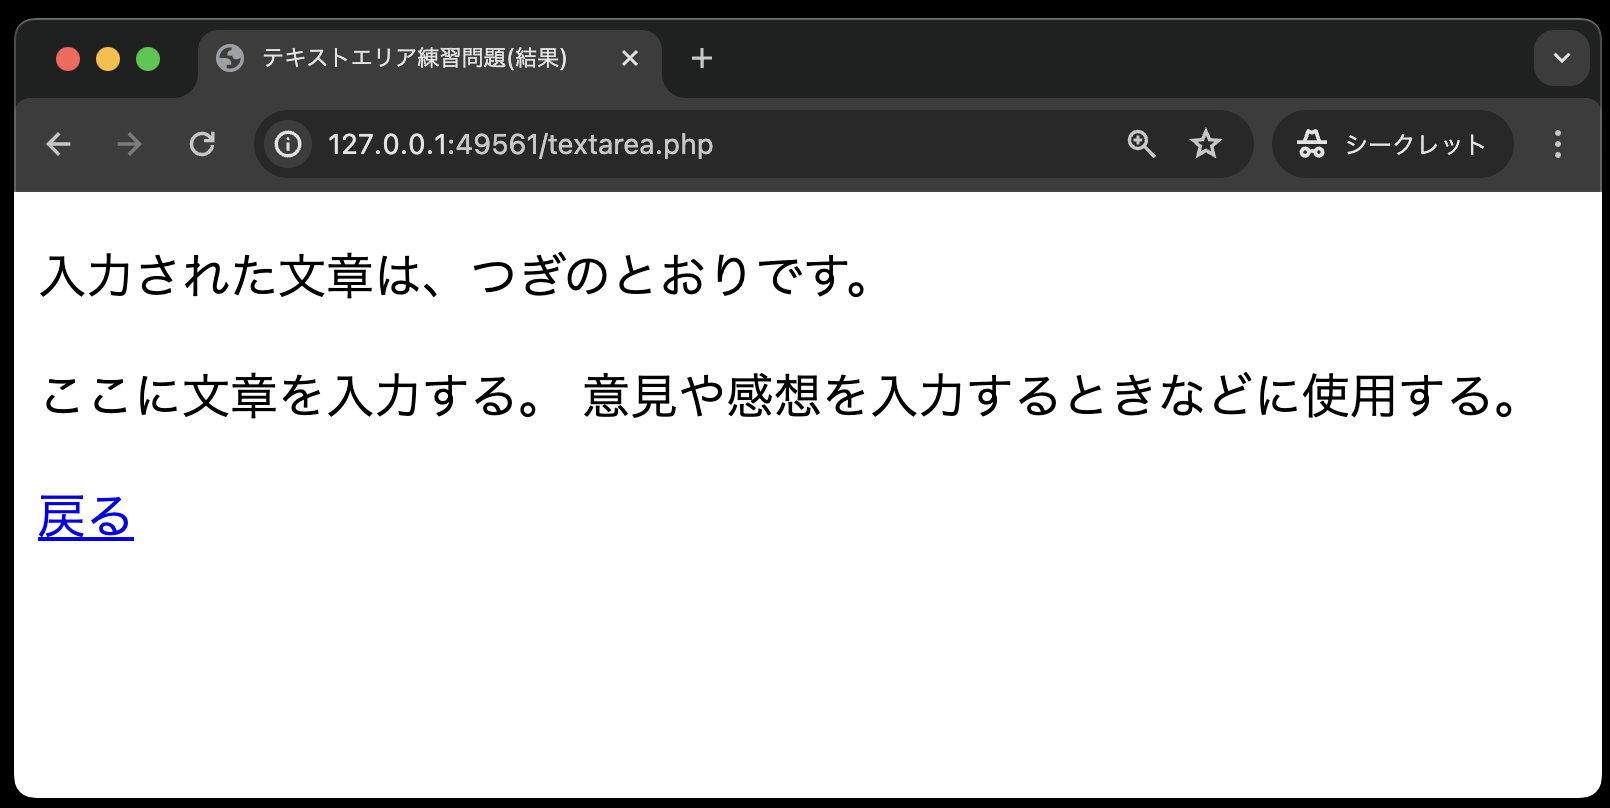 テキストエリア練習問題(結果)
127.0.0.1:49561/textarea.php
シークレット
入力された文章は、つぎのとおりです。
ここに文章を入力する。 意見や感想を入力するときなどに使用する。
戻る